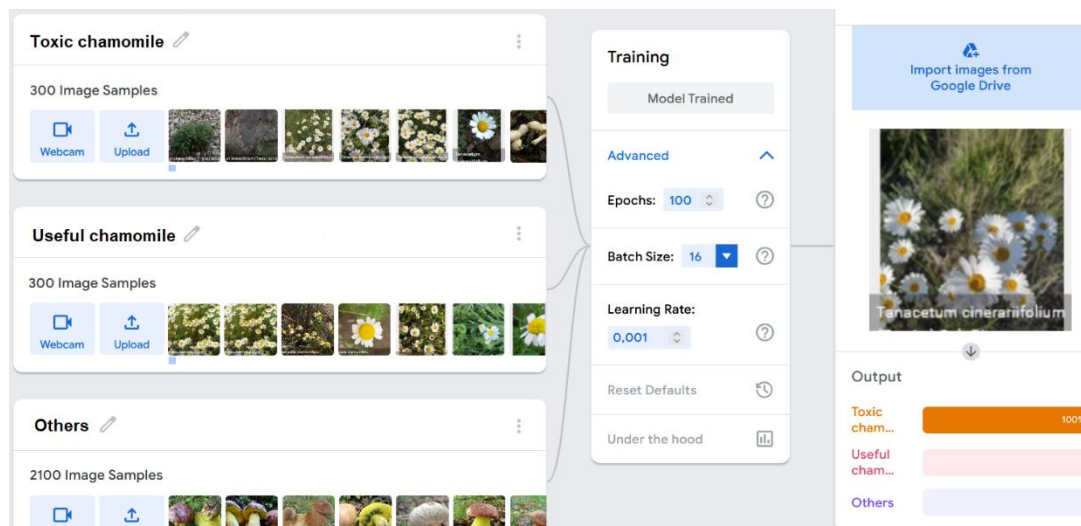 Toxic chamomile
300 Image Samples
Webcam
Upload
Useful chamomile
300 Image Samples
Webcam
Upload
Others
2100 Image Samples
Training
Model Trained
Advanced
Epochs: 100
Batch Size: 16
Learning Rate:
0,001
Reset Defaults
Under the hood
Import images from
Google Drive
Tanacetum cinerariifolium
Output
Toxic
cham...
100%
Useful
cham...
Others